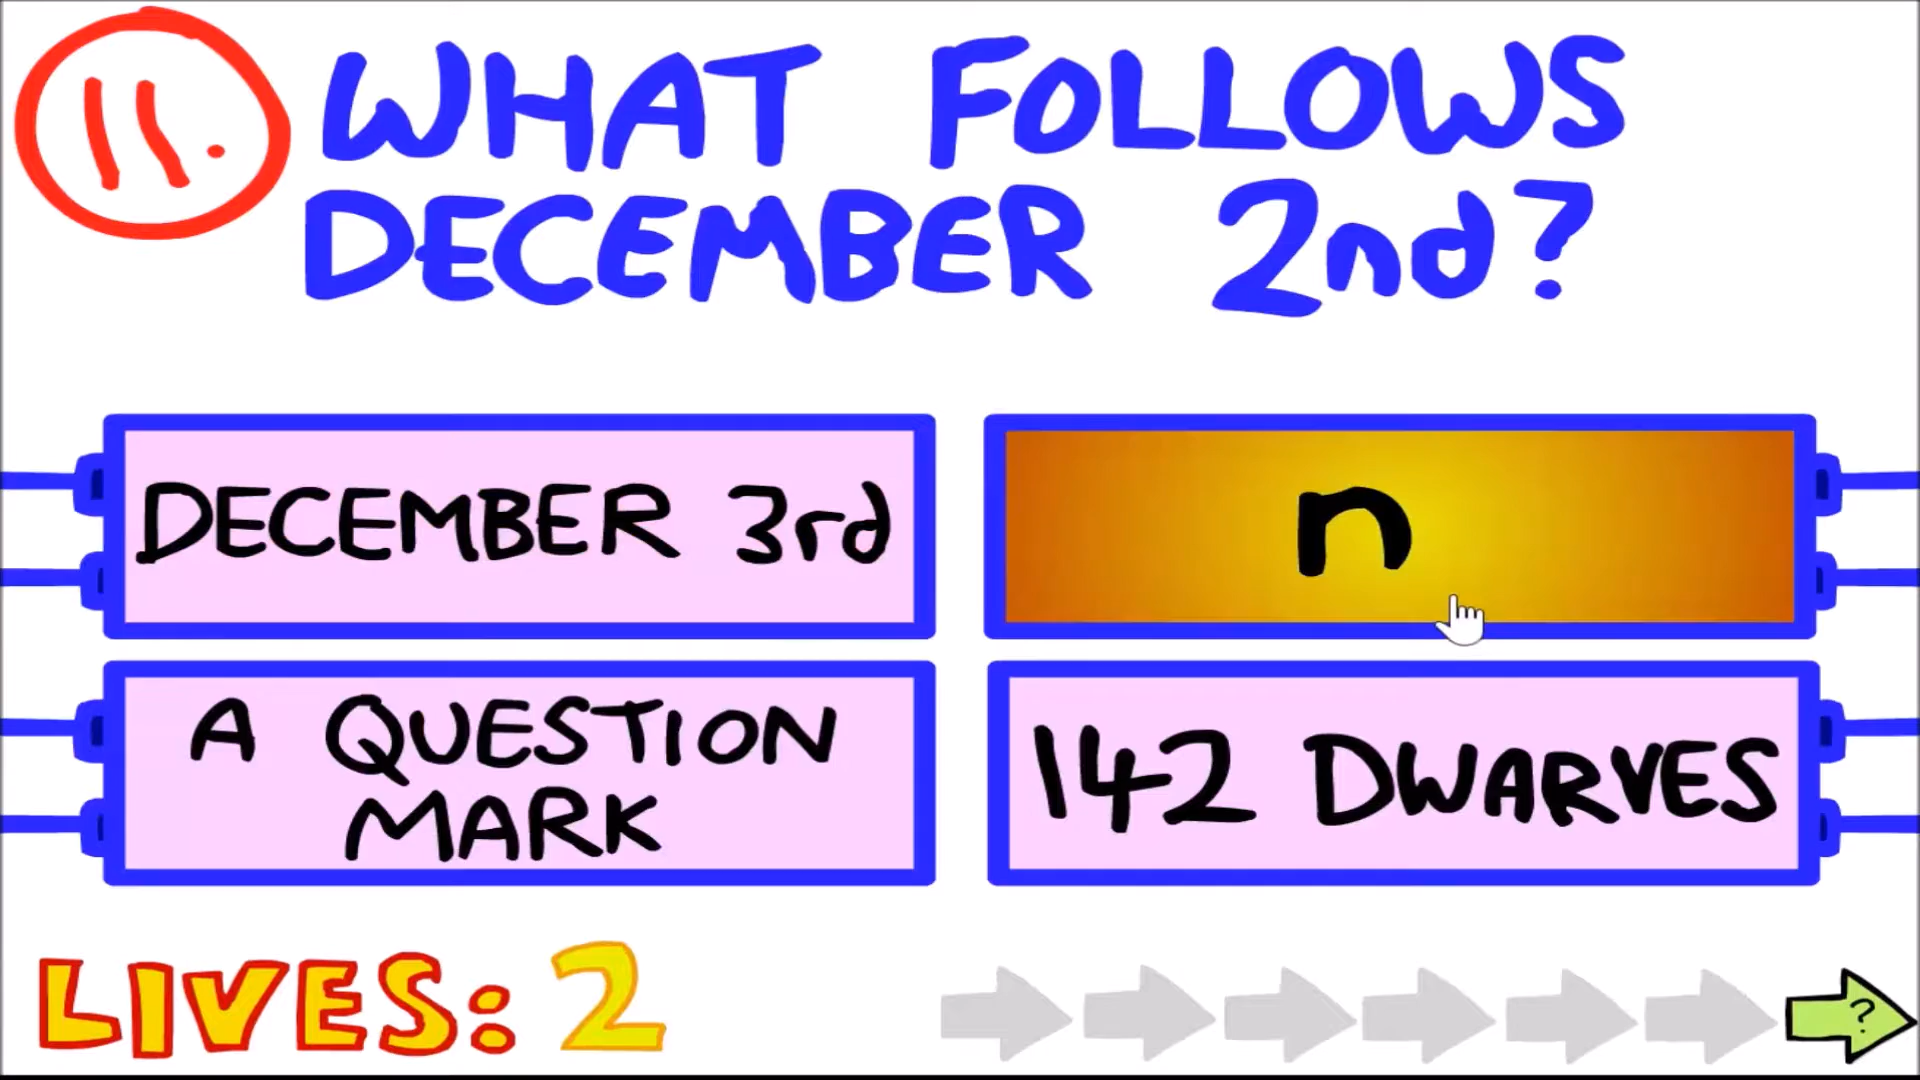 11.
WHAT FOLLOWS
DECEMBER 2nd?
DECEMBER 3rd
n
A QUESTION
MARK
142 DWARVES
LIVES: 2
?